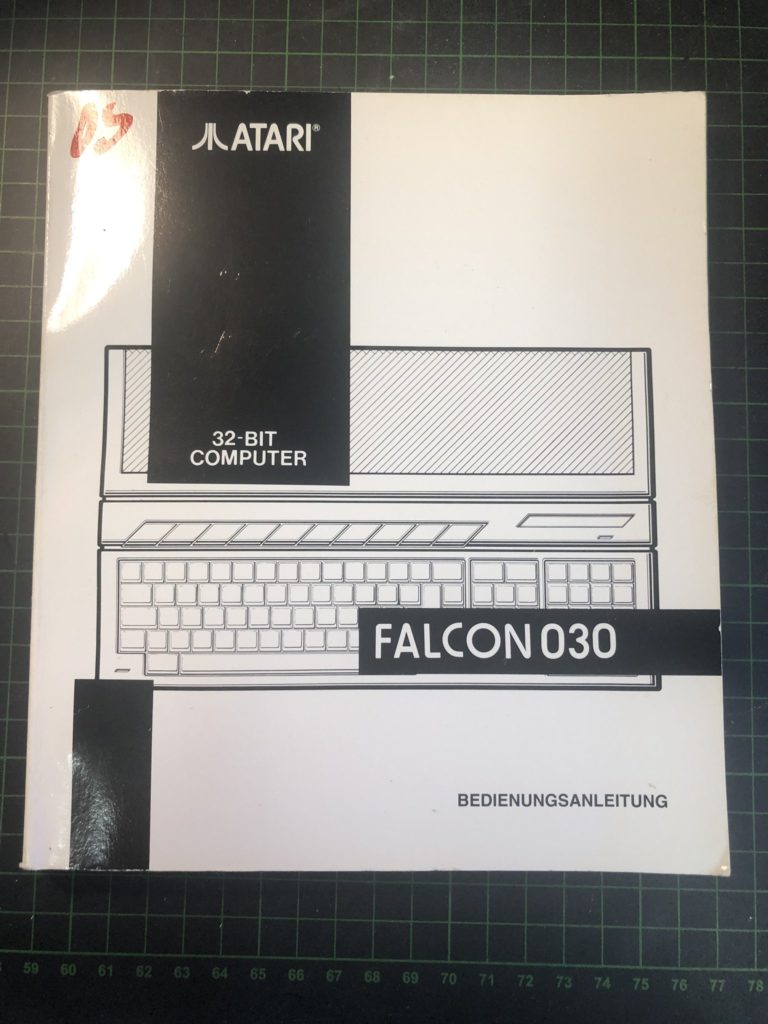 ATARI®
32-BIT
COMPUTER
FALCON 030
BEDIENUNGSANLEITUNG
59 60 61 62 63 64 65 66 67 68 69 70 71 72 73 74 75 76 77 78